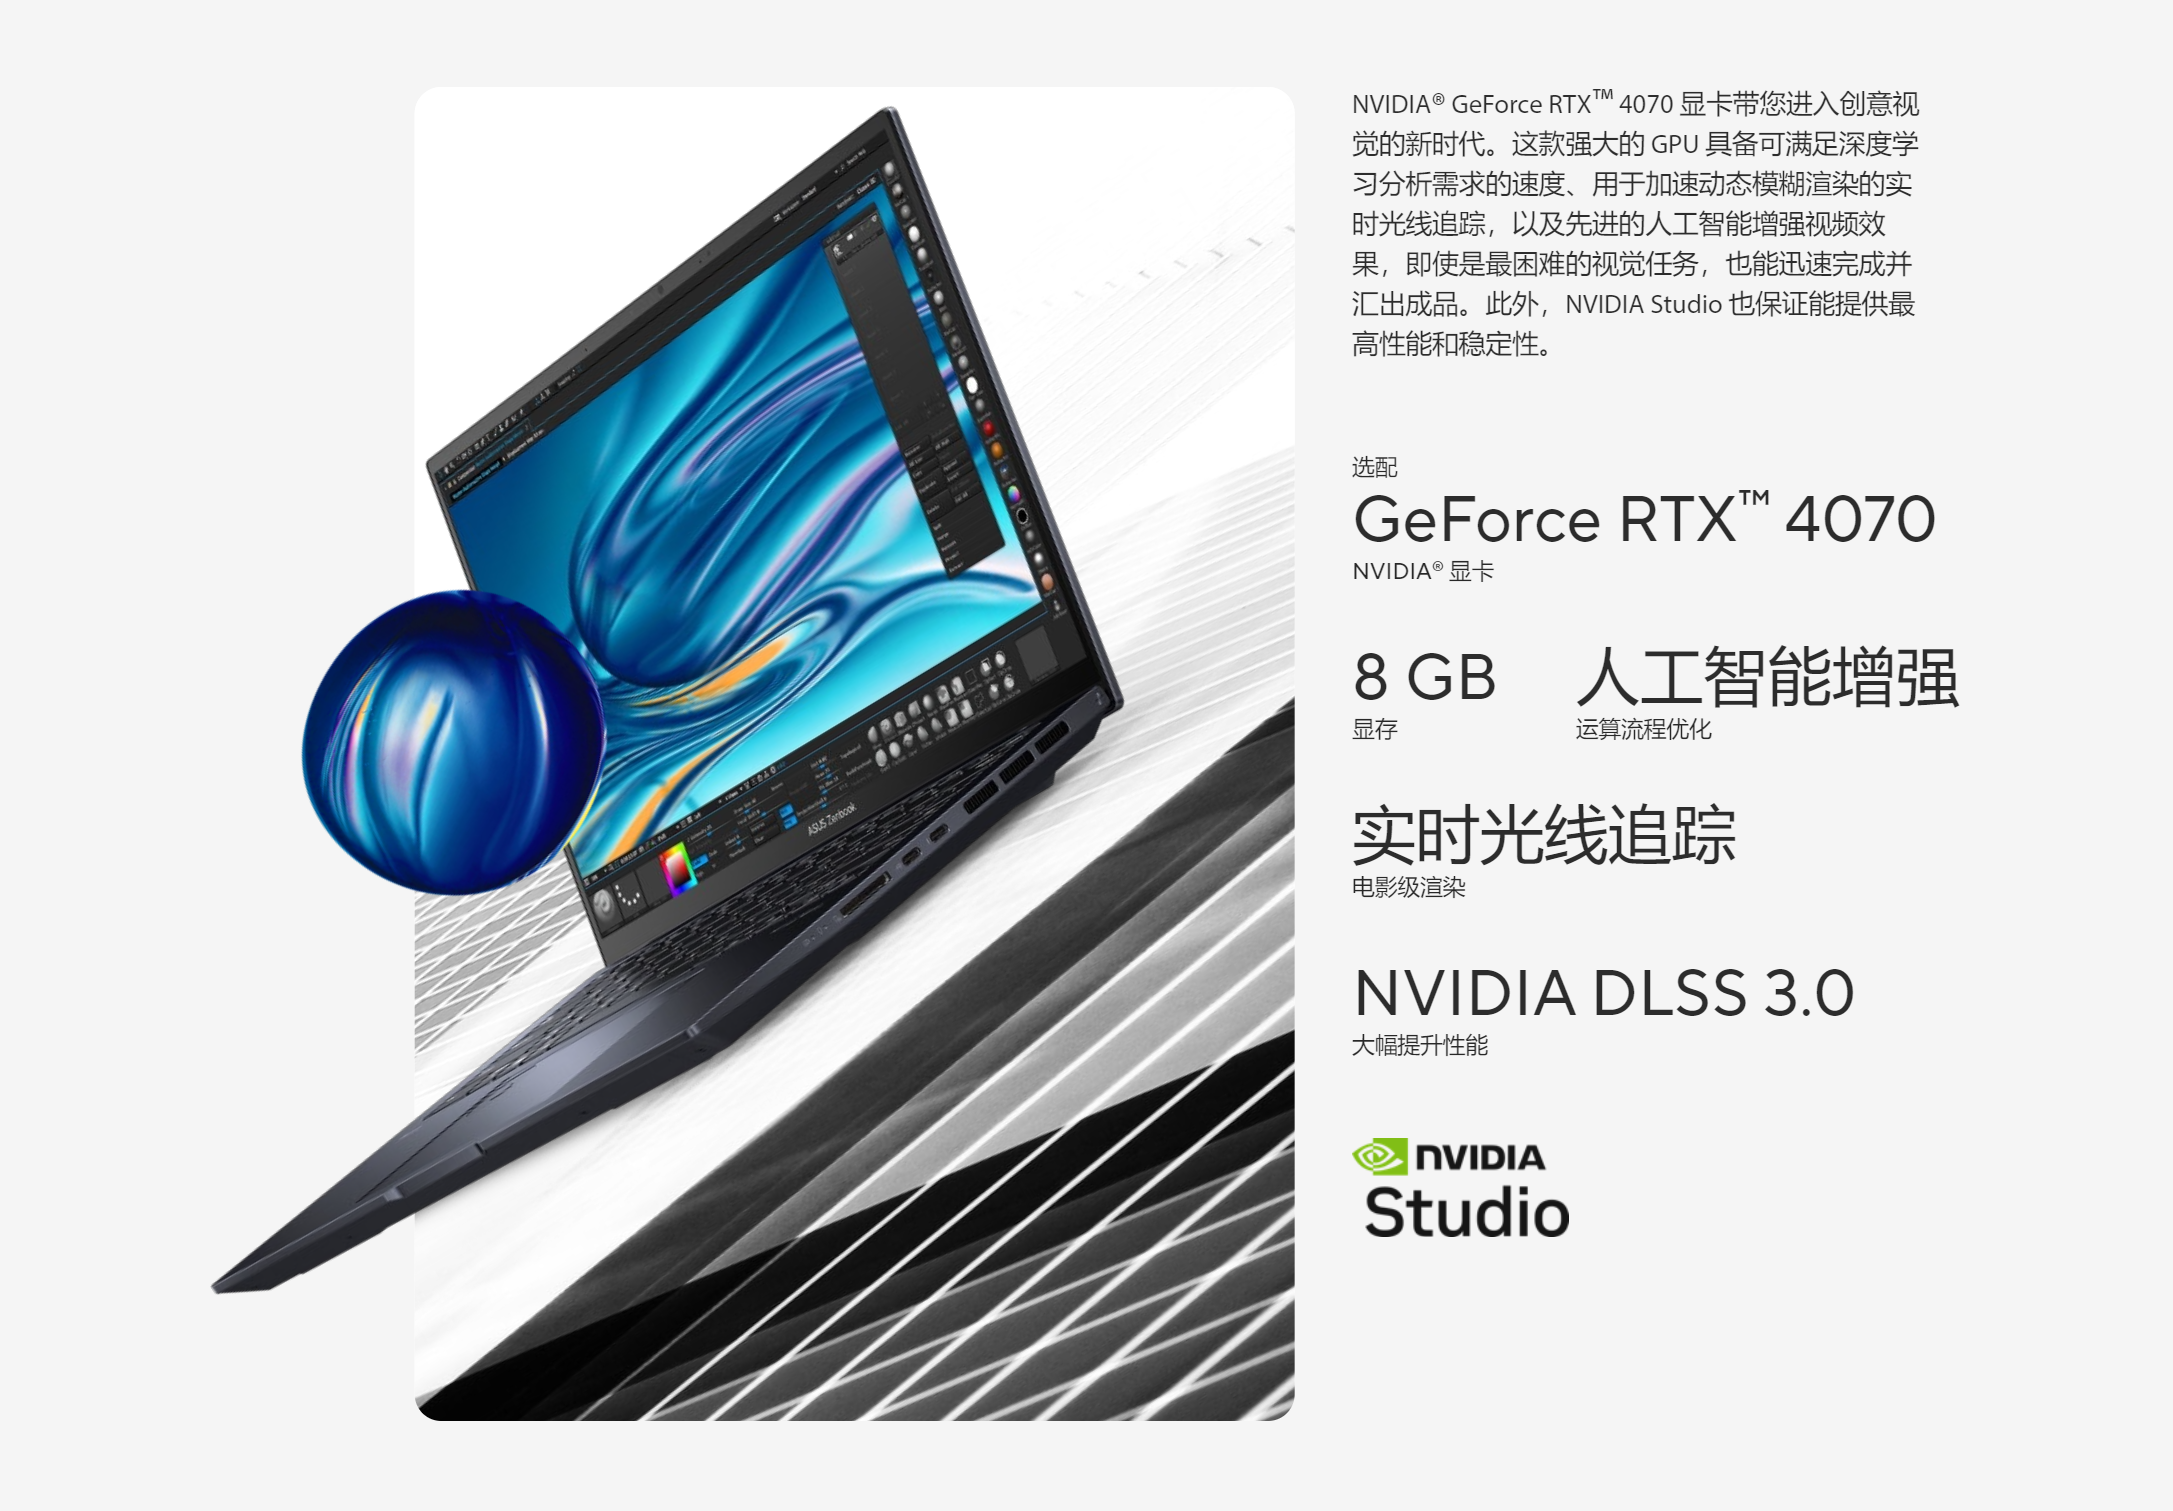 NVIDIA® GeForce RTX™ 4070 显卡带您进入创意视
觉的新时代。这款强大的 GPU 具备可满足深度学
习分析需求的速度、用于加速动态模糊渲染的实
时光线追踪，以及先进的人工智能增强视频效
果，即使是最困难的视觉任务，也能迅速完成并
汇出成品。此外，NVIDIA Studio 也保证能提供最
高性能和稳定性。
选配
GeForce RTX™ 4070
NVIDIA® 显卡
8 GB
显存
人工智能增强
运算流程优化
实时光线追踪
电影级渲染
NVIDIA DLSS 3.0
大幅提升性能
NVIDIA
Studio
ASUS Zenbook